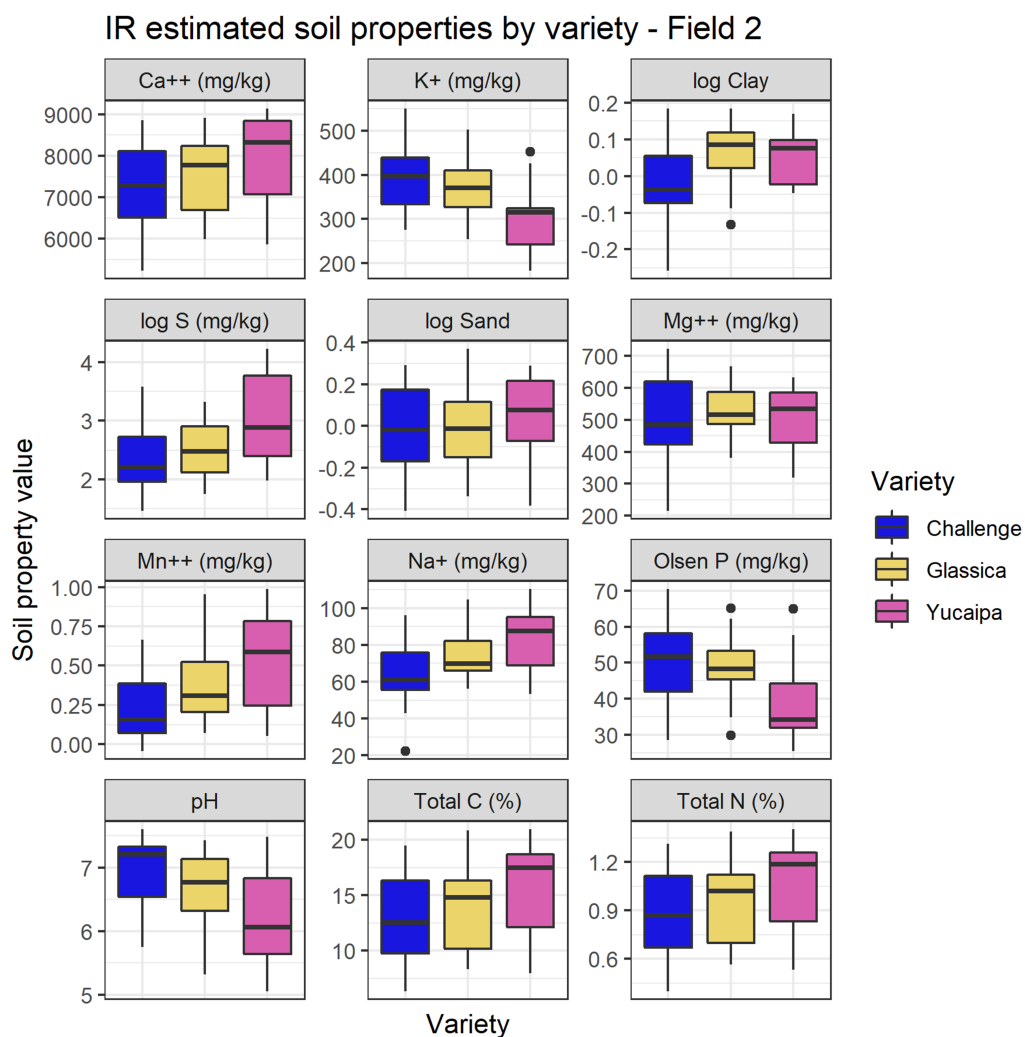 IR estimated soil properties by variety - Field 2
Ca++ (mg/kg)
9000
8000
7000
6000
K+ (mg/kg)
500
400
300
200
log Clay
0.2
0.1
0.0
-0.1
-0.2
log S (mg/kg)
4
3
2
log Sand
0.4
0.2
0.0
-0.2
-0.4
Mg++ (mg/kg)
700
600
500
400
300
200
Mn++ (mg/kg)
1.00
0.75
0.50
0.25
0.00
Na+ (mg/kg)
100
80
60
40
20
Olsen P (mg/kg)
70
60
50
40
30
pH
7
6
5
Total C (%)
20
15
10
Total N (%)
1.2
0.9
0.6
Soil property value
Variety
Variety
Challenge
Glassica
Yucaipa